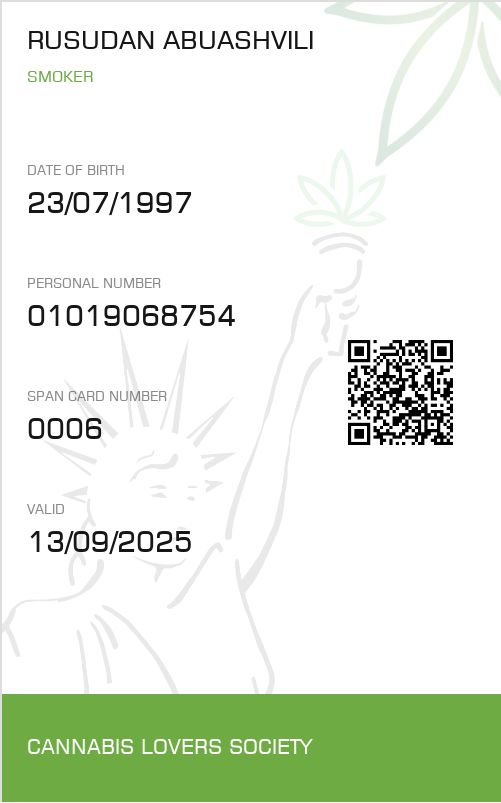 RUSUDAN ABUASHVILI
SMOKER
DATE OF BIRTH
23/07/1997
PERSONAL NUMBER
01019068754
SPAN CARD NUMBER
0006
VALID
13/09/2025
CANNABIS LOVERS SOCIETY